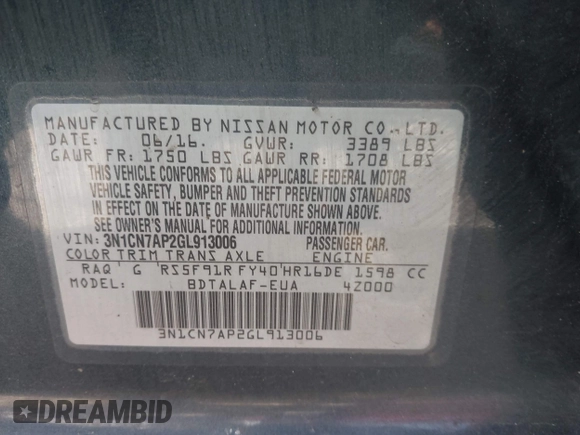 MANUFACTURED BY NISSAN MOTOR CO., LTD.
DATE: 06/16. GVWR: 3389 LBS
GAWR FR: 1750 LBS GAWR RR: 1708 LBS
THIS VEHICLE CONFORMS TO ALL APPLICABLE FEDERAL MOTOR
VEHICLE SAFETY, BUMPER AND THEFT PREVENTION STANDARDS
IN EFFECT ON THE DATE OF MANUFACTURE SHOWN ABOVE.
SEE OWNER'S MANUAL FOR ADDITIONAL INFORMATION.
VIN: 3N1CN7AP2GL913006 PASSENGER CAR.
COLOR TRIM TRANS AXLE ENGINE
RAQ G RS5F91R FY40 HR16DE 1598 CC
MODEL: BDTALAF-EUA 4Z000
3N1CN7AP2GL913006
DREAMBID